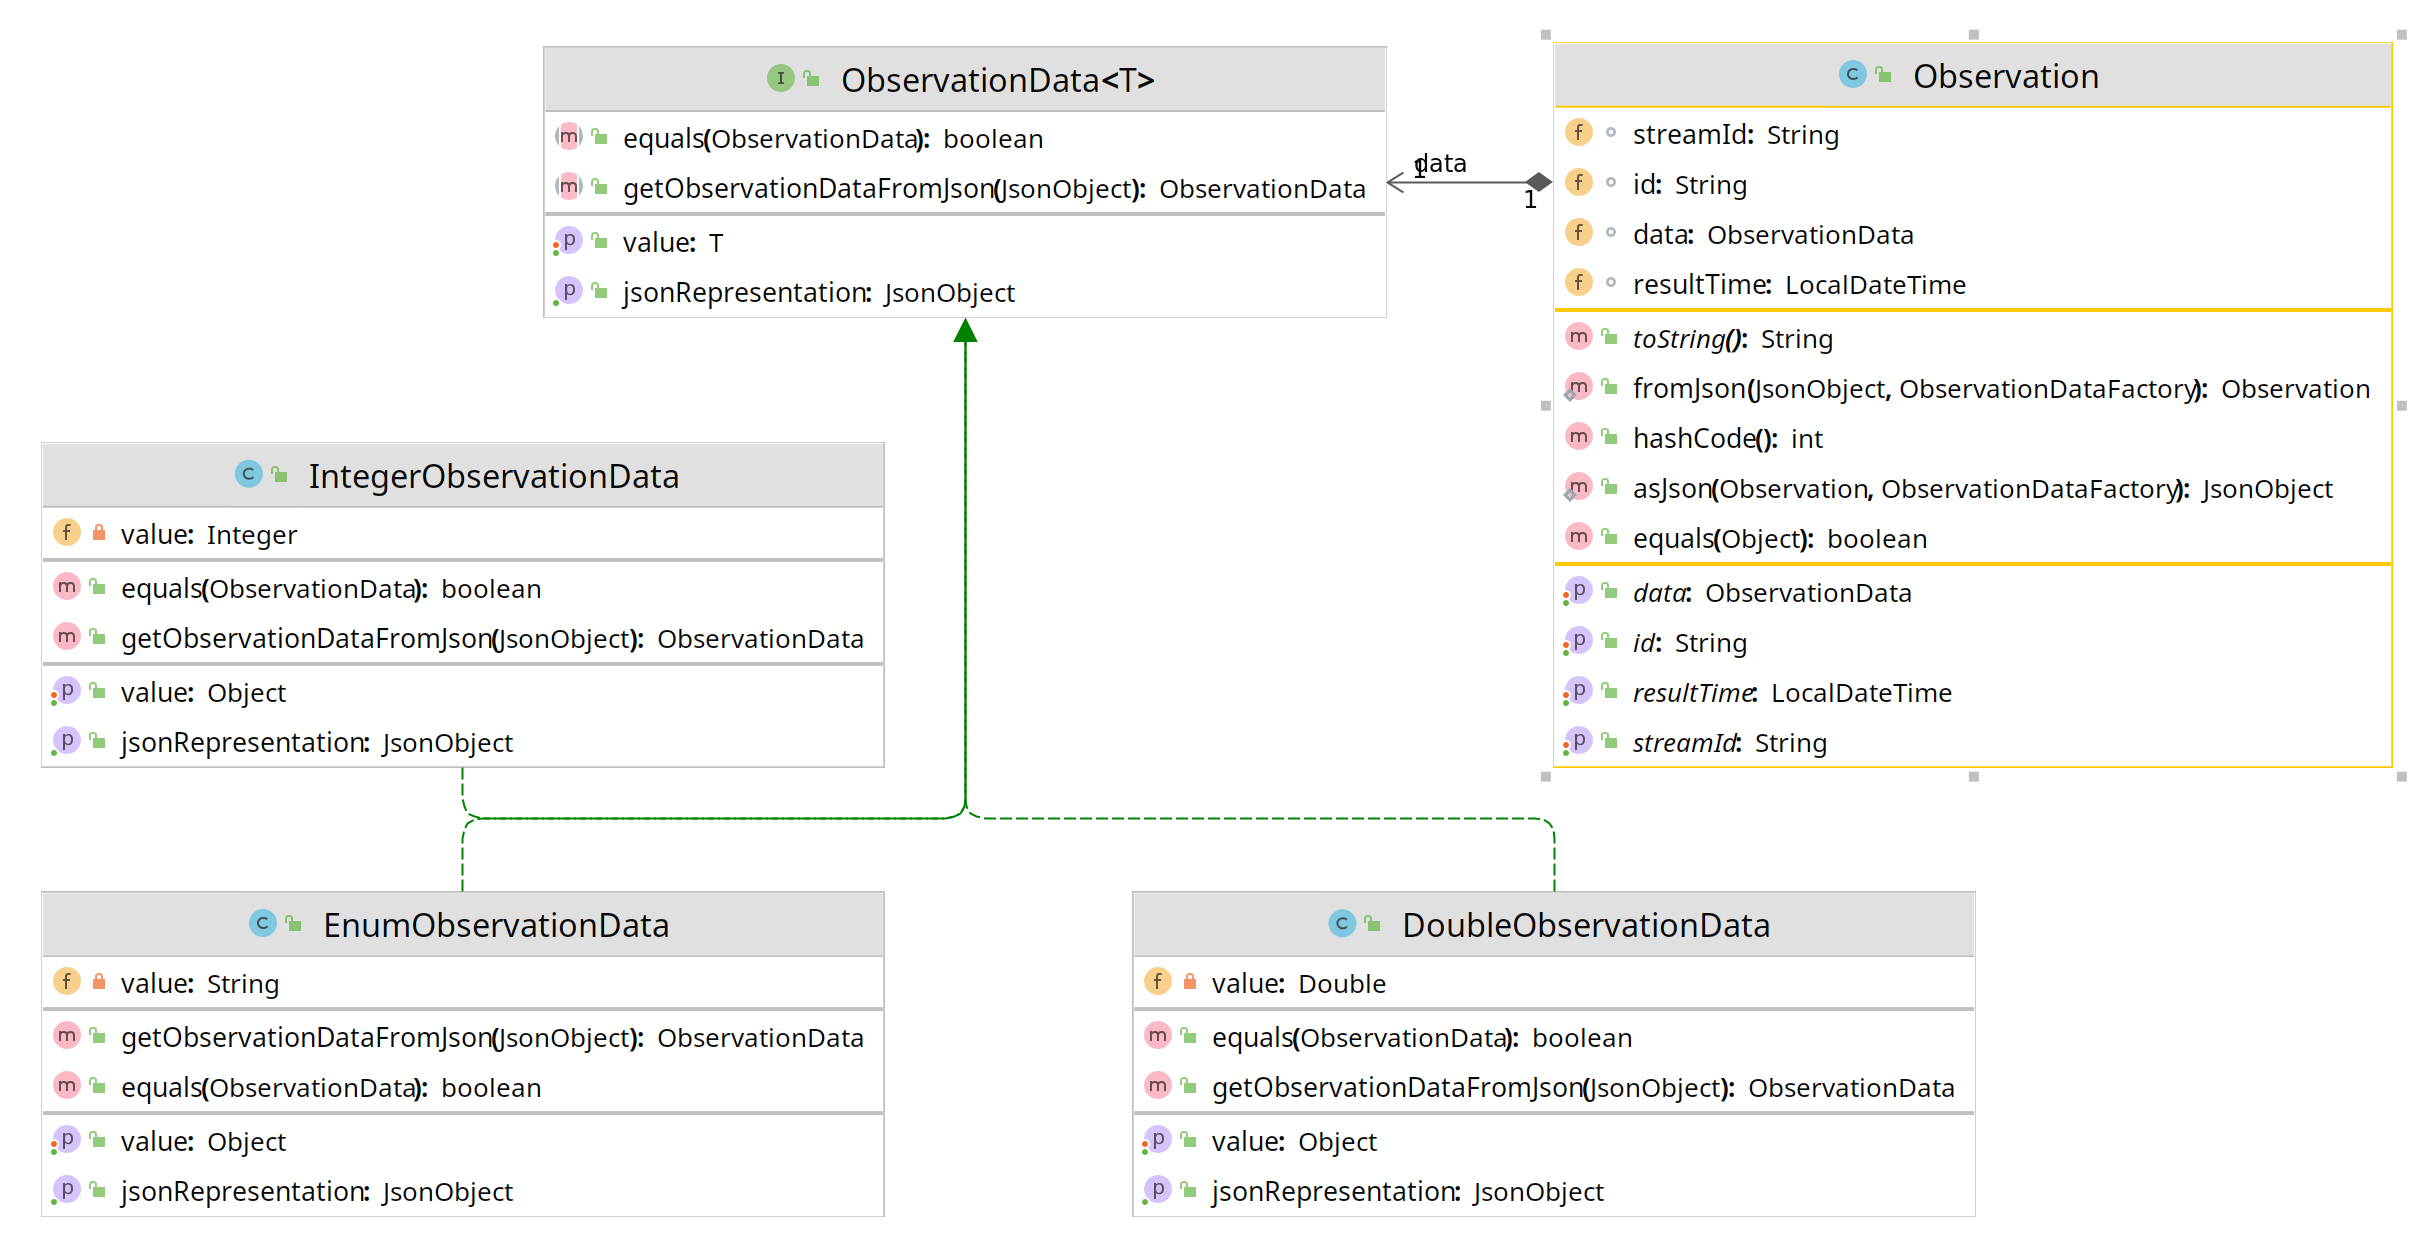 ObservationData<T>
equals(ObservationData): boolean
getObservationDataFromJson(JsonObject): ObservationData
value: T
jsonRepresentation: JsonObject
data
1
1
Observation
streamId: String
id: String
data: ObservationData
resultTime: LocalDateTime
toString(): String
fromJson(JsonObject, ObservationDataFactory): Observation
hashCode(): int
asJson(Observation, ObservationDataFactory): JsonObject
equals(Object): boolean
data: ObservationData
id: String
resultTime: LocalDateTime
streamId: String
IntegerObservationData
value: Integer
equals(ObservationData): boolean
getObservationDataFromJson(JsonObject): ObservationData
value: Object
jsonRepresentation: JsonObject
EnumObservationData
value: String
getObservationDataFromJson(JsonObject): ObservationData
equals(ObservationData): boolean
value: Object
jsonRepresentation: JsonObject
DoubleObservationData
value: Double
equals(ObservationData): boolean
getObservationDataFromJson(JsonObject): ObservationData
value: Object
jsonRepresentation: JsonObject